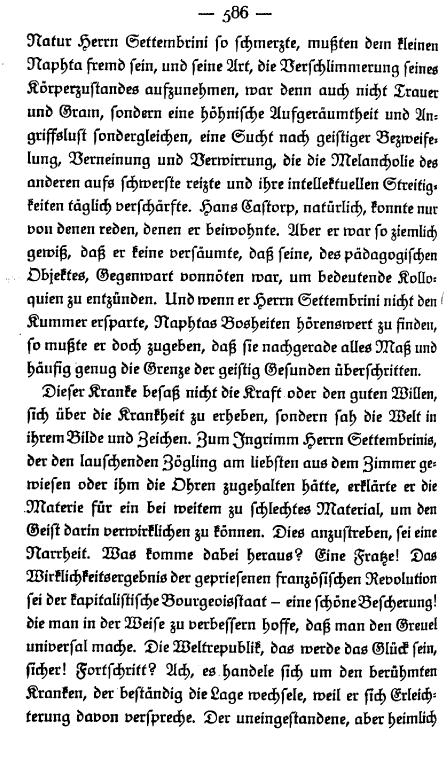 — 586 —
Natur Herrn Settembrini so schmerzte, mußten dem kleinen
Naphta fremd sein, und seine Art, die Verschlimmerung seines
Körperzustandes aufzunehmen, war denn auch nicht Trauer
und Gram, sondern eine höhnische Aufgeräumtheit und An-
griffslust sondergleichen, eine Sucht nach geistiger Bezweife-
lung, Verneinung und Verwirrung, die die Melancholie des
anderen aufs schwerste reizte und ihre intellektuellen Streitig-
keiten täglich verschärfte. Hans Castorp, natürlich, konnte nur
von denen reden, denen er beiwohnte. Aber er war so ziemlich
gewiß, daß er keine versäumte, daß seine, des pädagogischen
Objektes, Gegenwart vonnöten war, um bedeutende Kollo-
quien zu entzünden. Und wenn er Herrn Settembrini nicht den
Kummer ersparte, Naphtas Bosheiten hörenswert zu finden,
so mußte er doch zugeben, daß sie nachgerade alles Maß und
häufig genug die Grenze der geistig Gesunden überschritten.
Dieser Kranke besaß nicht die Kraft oder den guten Willen,
sich über die Krankheit zu erheben, sondern sah die Welt in
ihrem Bilde und Zeichen. Zum Ingrimm Herrn Settembrinis,
der den lauschenden Zögling am liebsten aus dem Zimmer ge-
wiesen oder ihm die Ohren zugehalten hätte, erklärte er die
Materie für ein bei weitem zu schlechtes Material, um den
Geist darin verwirklichen zu können. Dies anzustreben, sei eine
Narrheit. Was komme dabei heraus? Eine Fratze! Das
Wirklichkeitsergebnis der gepriesenen französischen Revolution
sei der kapitalistische Bourgeoisstaat – eine schöne Bescherung!
die man in der Weise zu verbessern hoffe, daß man den Greuel
universal mache. Die Weltrepublik, das werde das Glück sein,
sicher! Fortschritt? Ach, es handele sich um den berühmten
Kranken, der beständig die Lage wechsele, weil er sich Erleich-
terung davon verspreche. Der uneingestandene, aber heimlich